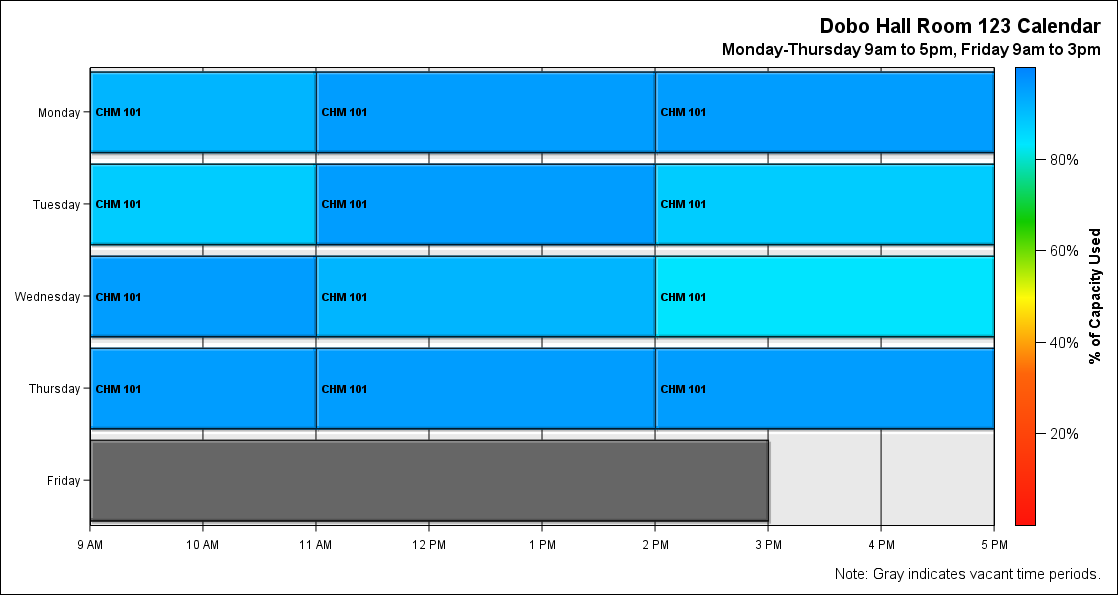 Dobo Hall Room 123 Calendar
Monday-Thursday 9am to 5pm, Friday 9am to 3pm
Monday
CHM 101 CHM 101 CHM 101
Tuesday
CHM 101 CHM 101 CHM 101
Wednesday
CHM 101 CHM 101 CHM 101
Thursday
CHM 101 CHM 101 CHM 101
Friday
9 AM 10 AM 11 AM 12 PM 1 PM 2 PM 3 PM 4 PM 5 PM
80%
60%
40%
20%
% of Capacity Used
Note: Gray indicates vacant time periods.